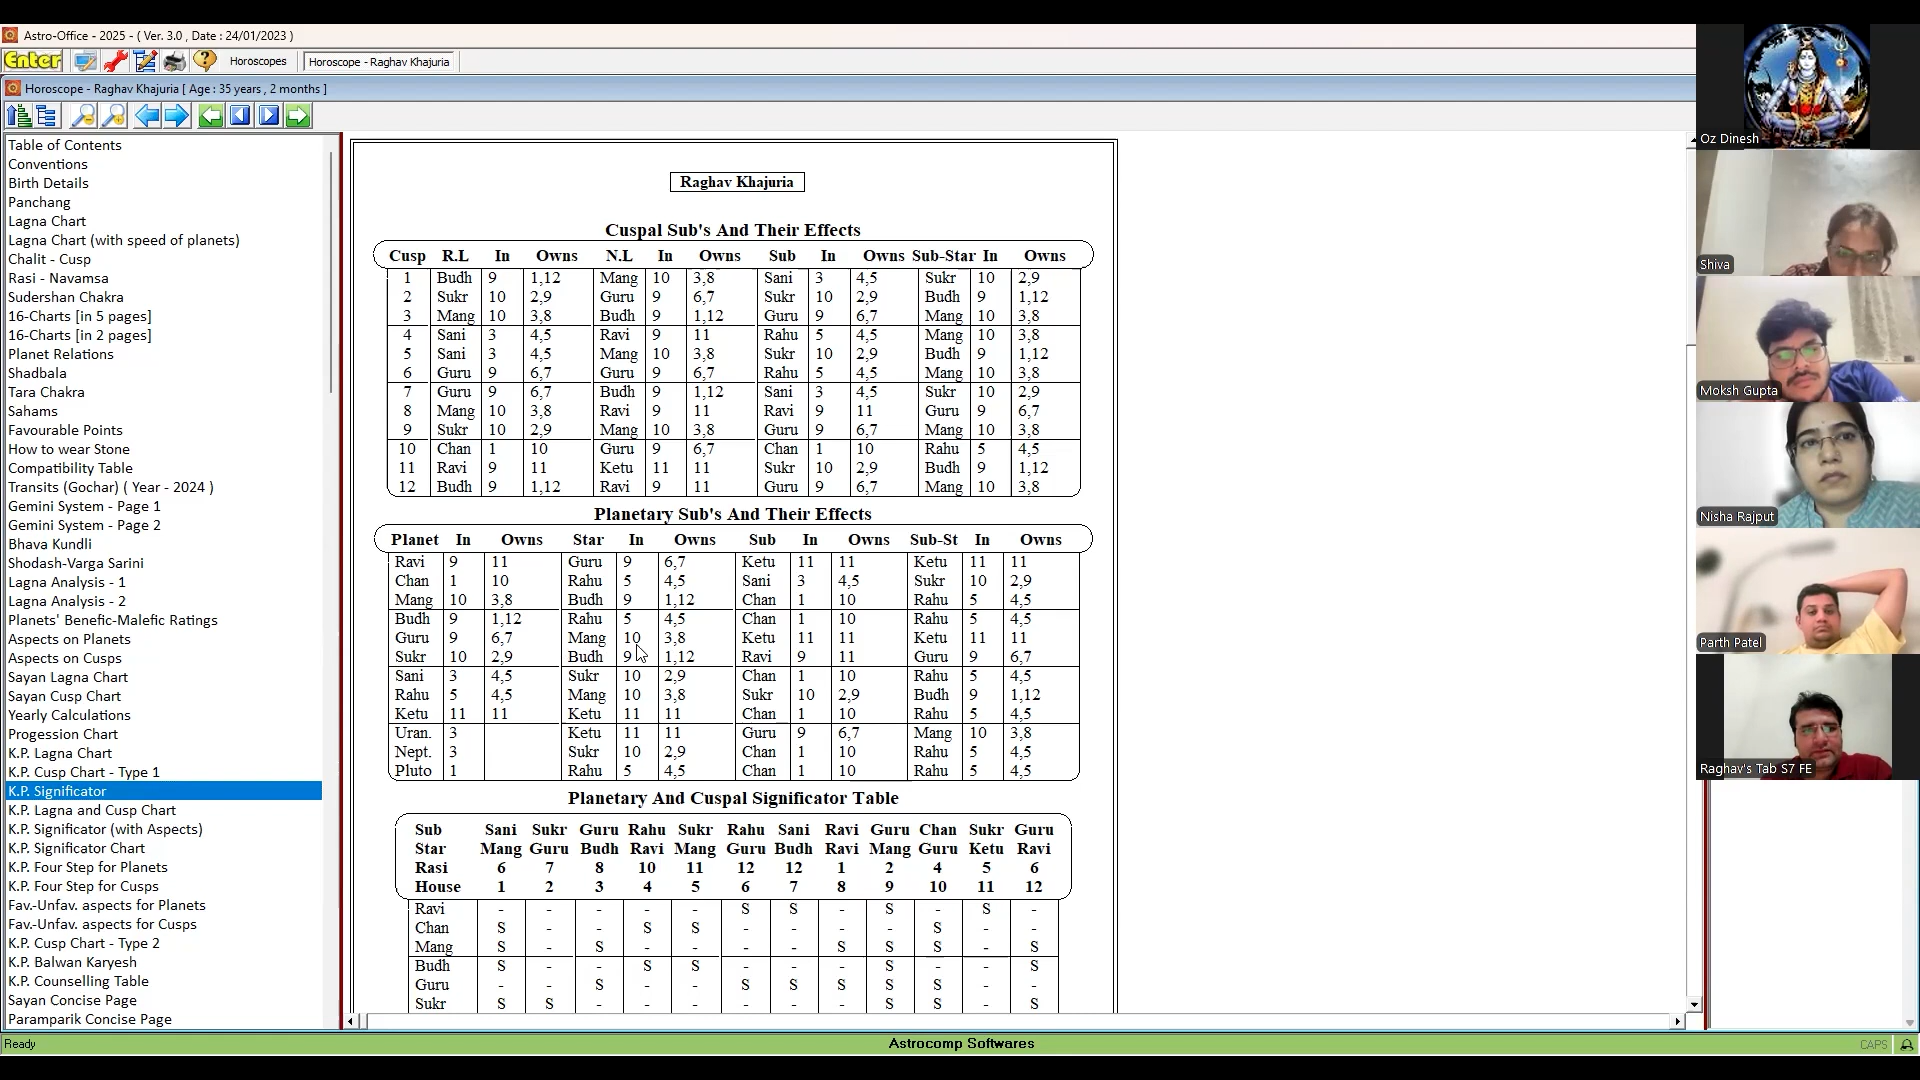 Astro-Office - 2025 - ( Ver. 3.0 , Date : 24/01/2023 )
Enter Horoscopes Horoscope - Raghav Khajuria
Horoscope - Raghav Khajuria [ Age : 35 years , 2 months ]
Table of Contents
Conventions
Birth Details
Panchang
Lagna Chart
Lagna Chart (with speed of planets)
Chalit - Cusp
Rasi - Navamsa
Sudershan Chakra
16-Charts [in 5 pages]
16-Charts [in 2 pages]
Planet Relations
Shadbala
Tara Chakra
Sahams
Favourable Points
How to wear Stone
Compatibility Table
Transits (Gochar) ( Year - 2024 )
Gemini System - Page 1
Gemini System - Page 2
Bhava Kundli
Shodash-Varga Sarini
Lagna Analysis - 1
Lagna Analysis - 2
Planets' Benefic-Malefic Ratings
Aspects on Planets
Aspects on Cusps
Sayan Lagna Chart
Sayan Cusp Chart
Yearly Calculations
Progession Chart
K.P. Lagna Chart
K.P. Cusp Chart - Type 1
K.P. Significator
K.P. Lagna and Cusp Chart
K.P. Significator (with Aspects)
K.P. Significator Chart
K.P. Four Step for Planets
K.P. Four Step for Cusps
Fav.-Unfav. aspects for Planets
Fav.-Unfav. aspects for Cusps
K.P. Cusp Chart - Type 2
K.P. Balwan Karyesh
K.P. Counselling Table
Sayan Concise Page
Paramparik Concise Page
Raghav Khajuria
Cuspal Sub's And Their Effects
Cusp R.L In Owns N.L In Owns Sub In Owns Sub-Star In Owns
1 Budh 9 1,12 Mang 10 3,8 Sani 3 4,5 Sukr 10 2,9
2 Sukr 10 2,9 Guru 9 6,7 Sukr 10 2,9 Budh 9 1,12
3 Mang 10 3,8 Budh 9 1,12 Guru 9 6,7 Mang 10 3,8
4 Sani 3 4,5 Ravi 9 11 Rahu 5 4,5 Mang 10 3,8
5 Sani 3 4,5 Mang 10 3,8 Sukr 10 2,9 Budh 9 1,12
6 Guru 9 6,7 Guru 9 6,7 Rahu 5 4,5 Mang 10 3,8
7 Guru 9 6,7 Budh 9 1,12 Sani 3 4,5 Sukr 10 2,9
8 Mang 10 3,8 Ravi 9 11 Ravi 9 11 Guru 9 6,7
9 Sukr 10 2,9 Mang 10 3,8 Guru 9 6,7 Mang 10 3,8
10 Chan 1 10 Guru 9 6,7 Chan 1 10 Rahu 5 4,5
11 Ravi 9 11 Ketu 11 11 Sukr 10 2,9 Budh 9 1,12
12 Budh 9 1,12 Ravi 9 11 Guru 9 6,7 Mang 10 3,8
Planetary Sub's And Their Effects
Planet In Owns Star In Owns Sub In Owns Sub-St In Owns
Ravi 9 11 Guru 9 6,7 Ketu 11 11 Ketu 11 11
Chan 1 10 Rahu 5 4,5 Sani 3 4,5 Sukr 10 2,9
Mang 10 3,8 Budh 9 1,12 Chan 1 10 Rahu 5 4,5
Budh 9 1,12 Rahu 5 4,5 Chan 1 10 Rahu 5 4,5
Guru 9 6,7 Mang 10 3,8 Ketu 11 11 Ketu 11 11
Sukr 10 2,9 Budh 9 1,12 Ravi 9 11 Guru 9 6,7
Sani 3 4,5 Sukr 10 2,9 Chan 1 10 Rahu 5 4,5
Rahu 5 4,5 Mang 10 3,8 Sukr 10 2,9 Budh 9 1,12
Ketu 11 11 Ketu 11 11 Chan 1 10 Rahu 5 4,5
Uran. 3 Ketu 11 11 Guru 9 6,7 Mang 10 3,8
Nept. 3 Sukr 10 2,9 Chan 1 10 Rahu 5 4,5
Pluto 1 Rahu 5 4,5 Chan 1 10 Rahu 5 4,5
Planetary And Cuspal Significator Table
Sub Sani Sukr Guru Rahu Sukr Rahu Sani Ravi Guru Chan Sukr Guru
Star Mang Guru Budh Ravi Mang Guru Budh Ravi Mang Guru Ketu Ravi
Rasi 6 7 8 10 11 12 12 1 2 4 5 6
House 1 2 3 4 5 6 7 8 9 10 11 12
Ravi - - - - - S S - S - S -
Chan S - - S S - - - - S - -
Mang S - S - - - - S S S - S
Budh S - - S S - - - S - - S
Guru - - S - - S S S S S - -
Sukr S S - - - - - - S S - S
Oz Dinesh
Shiva
Moksh Gupta
Nisha Rajput
Parth Patel
Raghav's Tab S7 FE
Ready Astrocomp Softwares CAPS